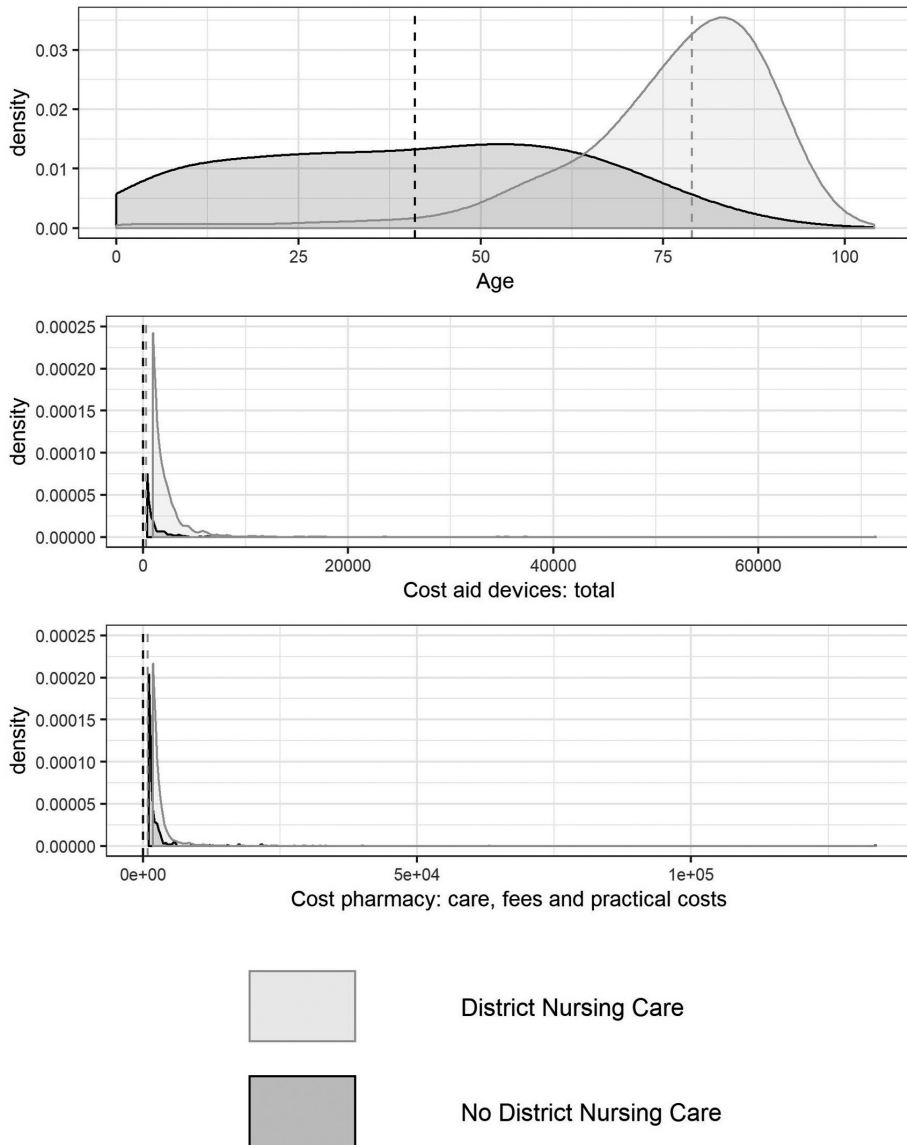 density
0.03
0.02
0.01
0.00
0
25
50
75
100
Age
density
0.00025
0.00020
0.00015
0.00010
0.00005
0.00000
0
20000
40000
60000
Cost aid devices: total
density
0.00025
0.00020
0.00015
0.00010
0.00005
0.00000
0e+00
5e+04
1e+05
Cost pharmacy: care, fees and practical costs
District Nursing Care
No District Nursing Care